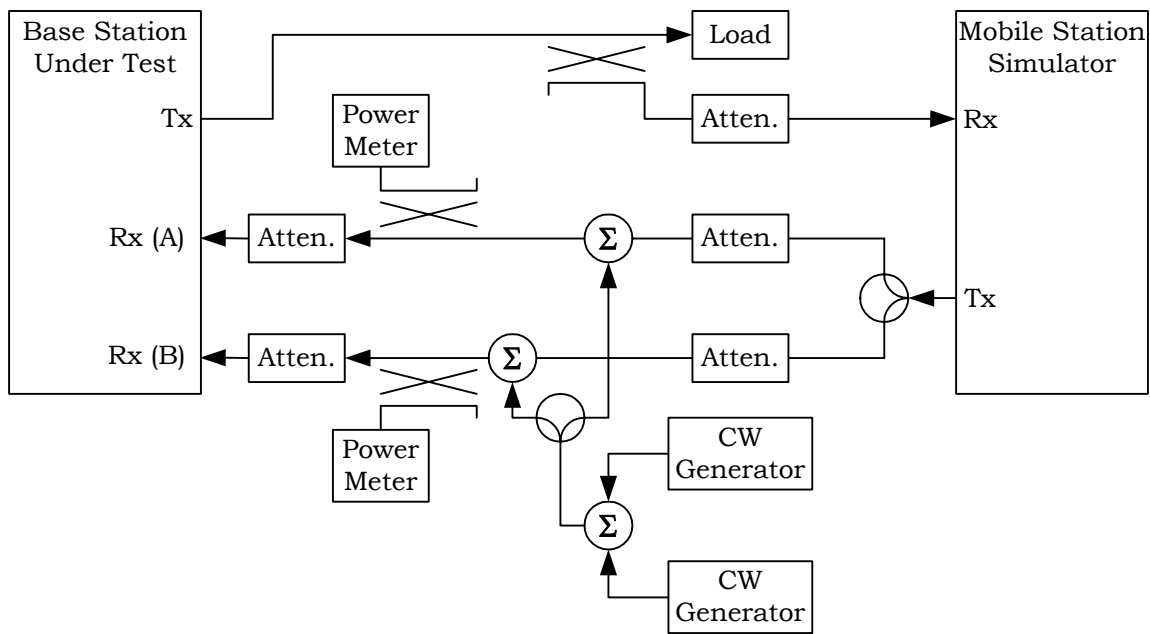 Base Station
Under Test
Load
Mobile Station
Simulator
Tx
Power
Meter
Atten.
Rx
Rx (A)
Atten.
Σ
Atten.
Tx
Rx (B)
Atten.
Σ
Atten.
Power
Meter
CW
Generator
Σ
CW
Generator